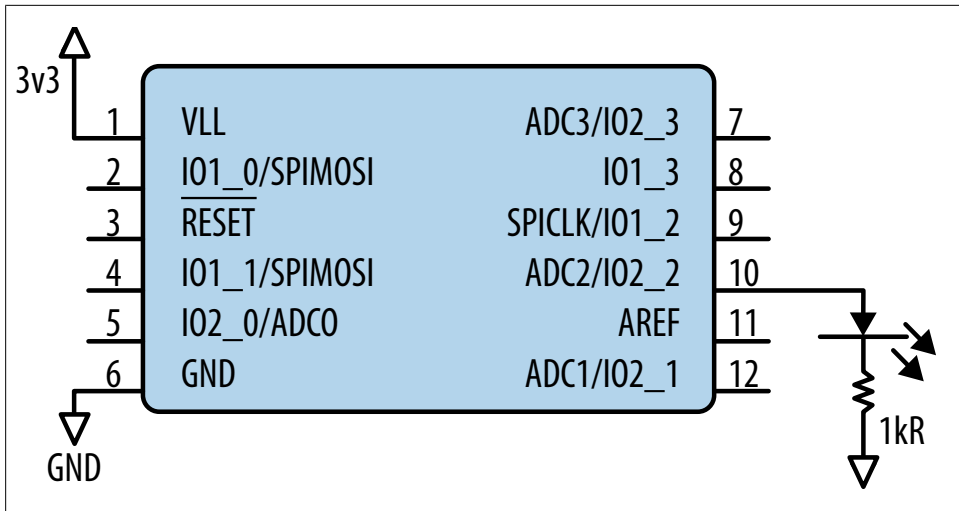 3v3
1 VLL ADC3/IO2_3 7
2 IO1_0/SPIMOSI IO1_3 8
3 RESET SPICLK/IO1_2 9
4 IO1_1/SPIMOSI ADC2/IO2_2 10
5 IO2_0/ADC0 AREF 11
6 GND ADC1/IO2_1 12
GND
1kR